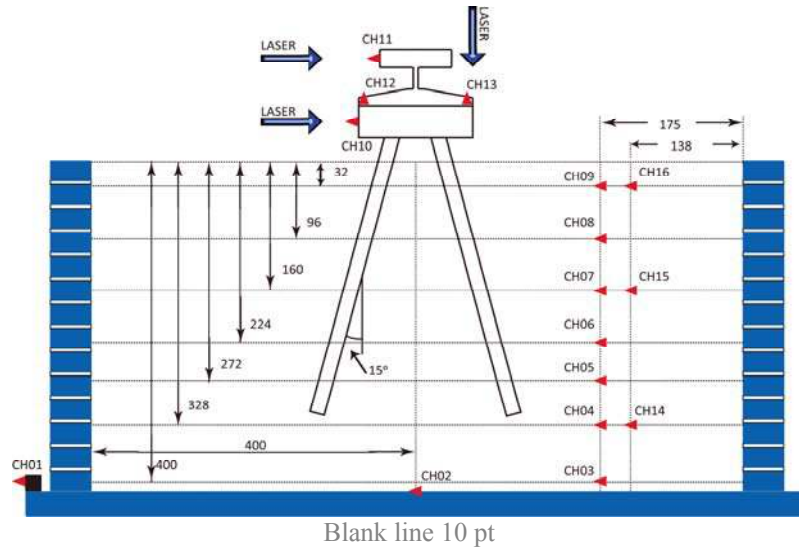 LASER
CH11
LASER
CH12
CH13
LASER
CH10
175
138
32
CH09
CH16
96
CH08
160
CH07
CH15
224
CH06
272
15°
CH05
328
CH04
CH14
400
CH01
400
CH02
CH03
Blank line 10 pt